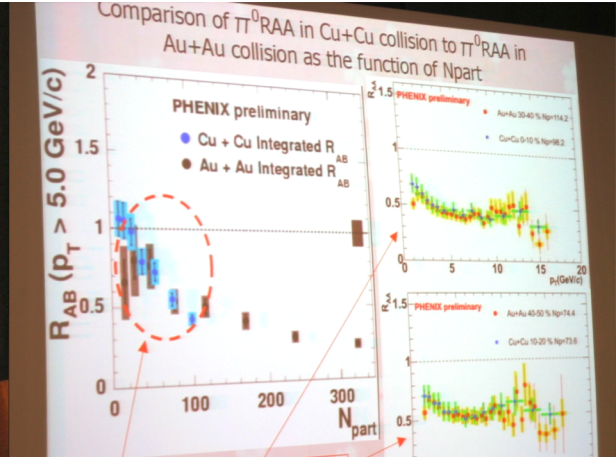 Comparison of π⁰RAA in Cu+Cu collision to π⁰RAA in
Au+Au collision as the function of Npart
R_AB (p_T > 5.0 GeV/c)
2
1.5
1
0.5
0
PHENIX preliminary
Cu + Cu Integrated R_AB
Au + Au Integrated R_AB
0
100
200
300
N_part
R_AA
1.5
1
0.5
0
PHENIX preliminary
Au+Au 30-40 % Np=114.2
Cu+Cu 0-10 % Np=98.2
0
5
10
15
20
p_T(GeV/c)
R_AA
1.5
1
0.5
PHENIX preliminary
Au+Au 40-50 % Np=74.4
Cu+Cu 10-20 % Np=73.6